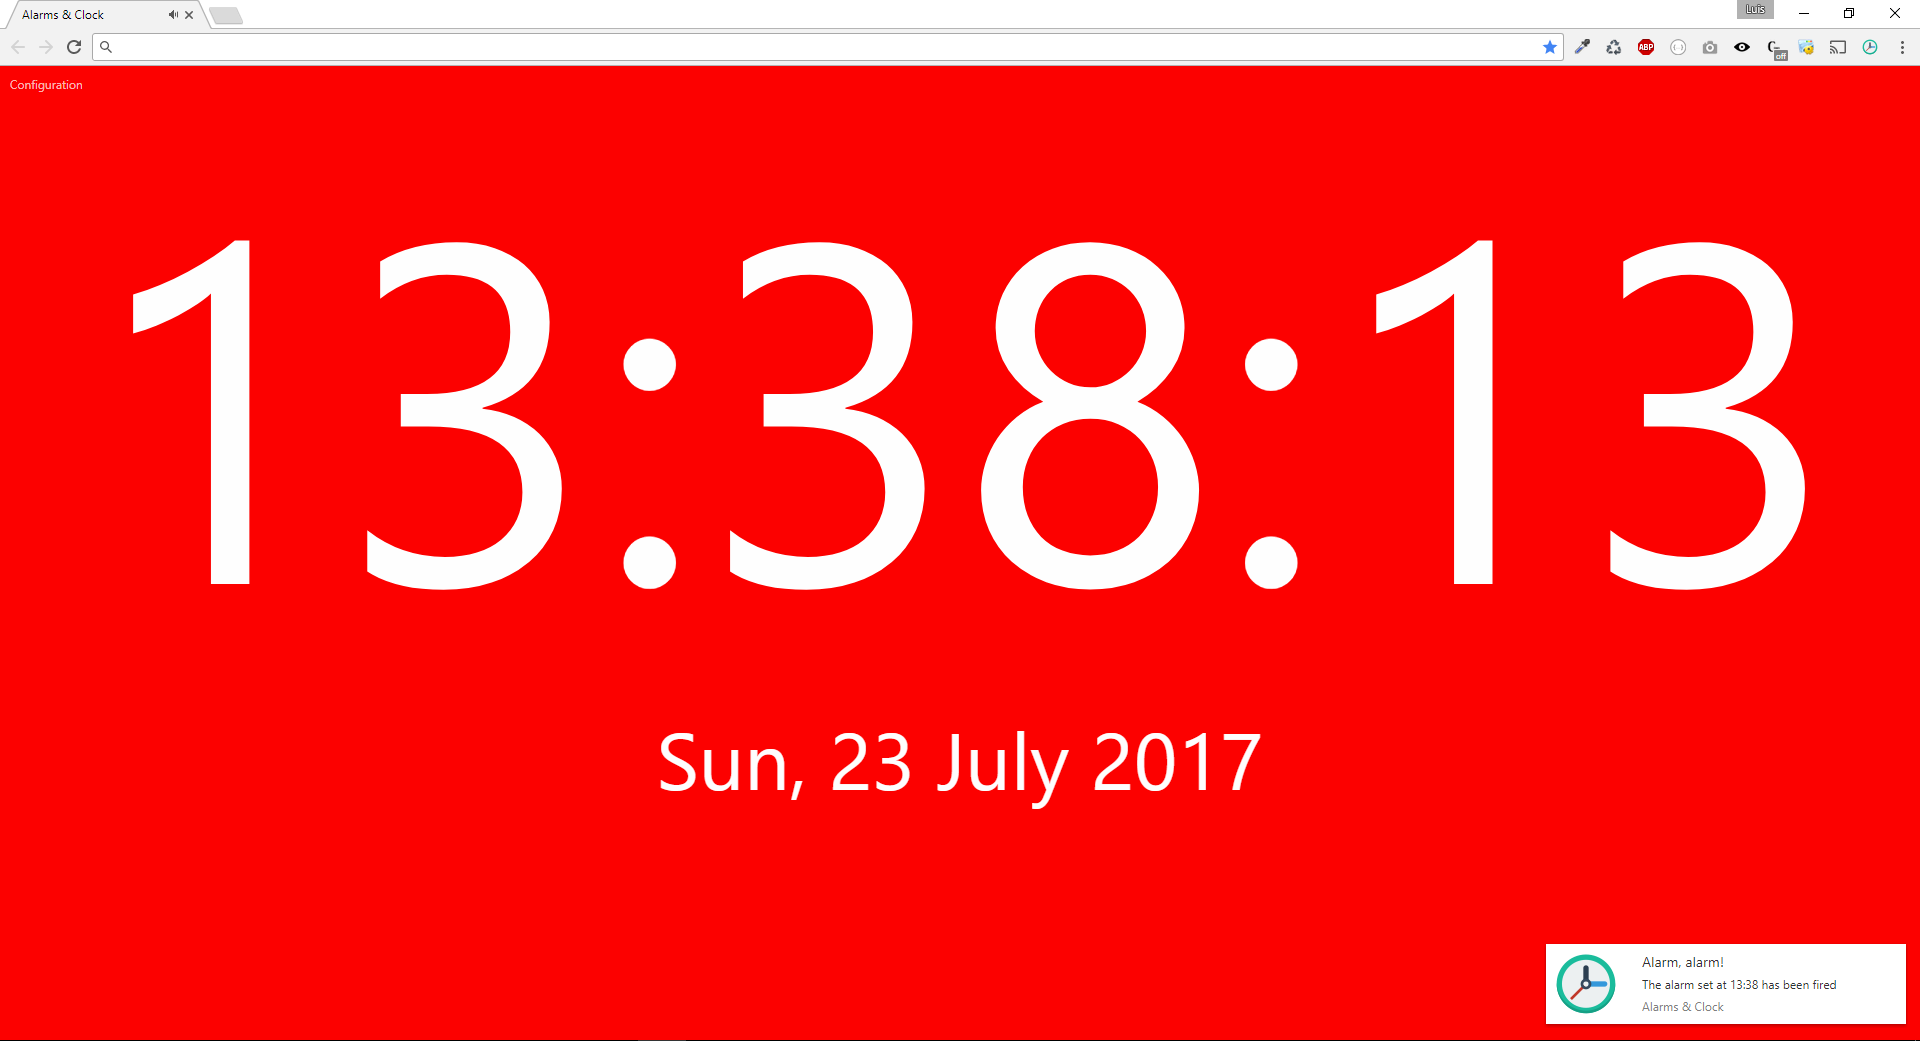 Alarms & Clock
Luis
ABP
off
Configuration
13:38:13
Sun, 23 July 2017
Alarm, alarm!
The alarm set at 13:38 has been fired
Alarms & Clock